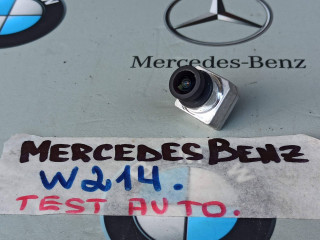 Mercedes-Benz
MERCEDES BENZ
W214.
TEST AUTO.